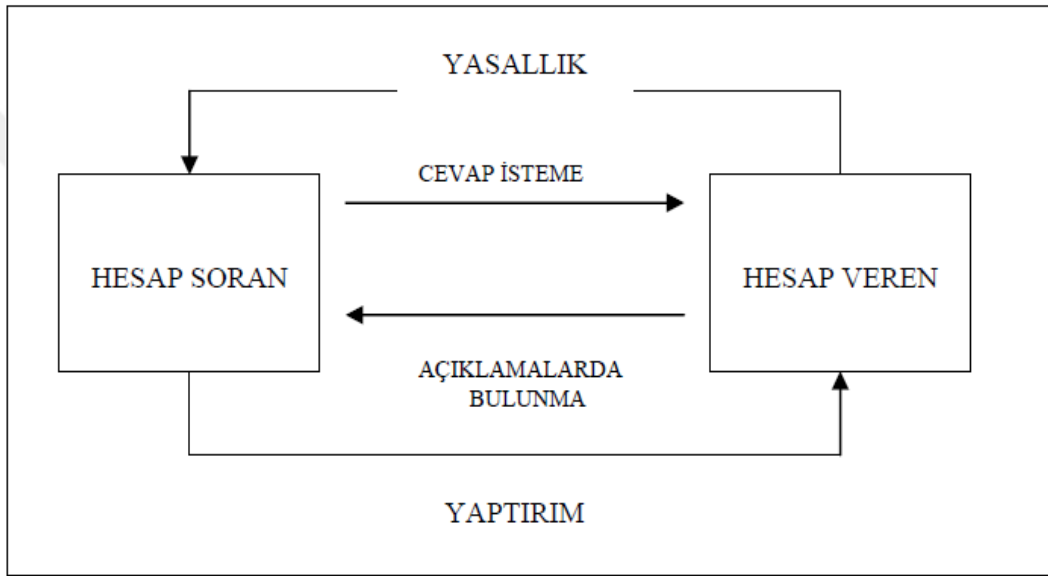 YASALLIK
CEVAP İSTEME
HESAP SORAN
HESAP VEREN
AÇIKLAMALARDA
BULUNMA
YAPTIRIM